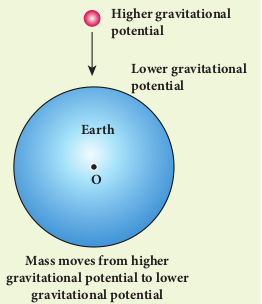 Higher gravitational
potential
Lower gravitational
potential
Earth
O
Mass moves from higher
gravitational potential to lower
gravitational potential